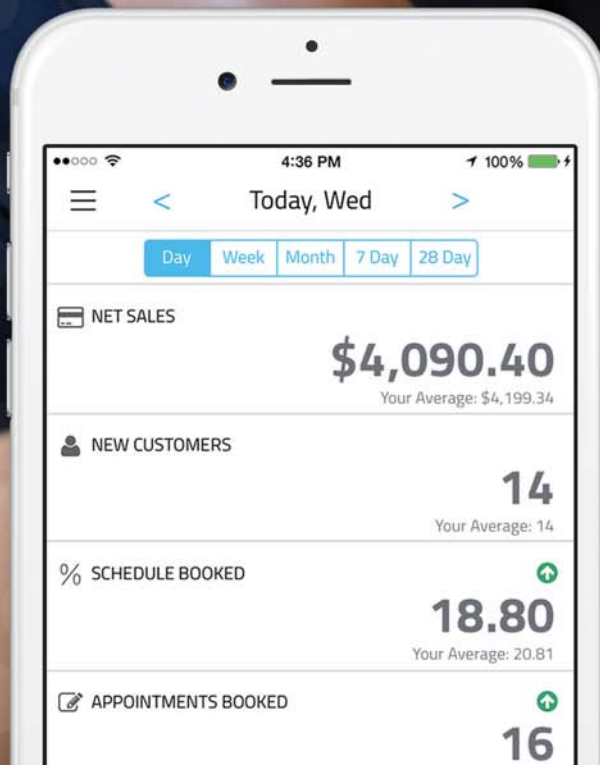 4:36 PM
100%
< Today, Wed >
Day Week Month 7 Day 28 Day
NET SALES
$4,090.40
Your Average: $4,199.34
NEW CUSTOMERS
14
Your Average: 14
% SCHEDULE BOOKED
18.80
Your Average: 20.81
APPOINTMENTS BOOKED
16